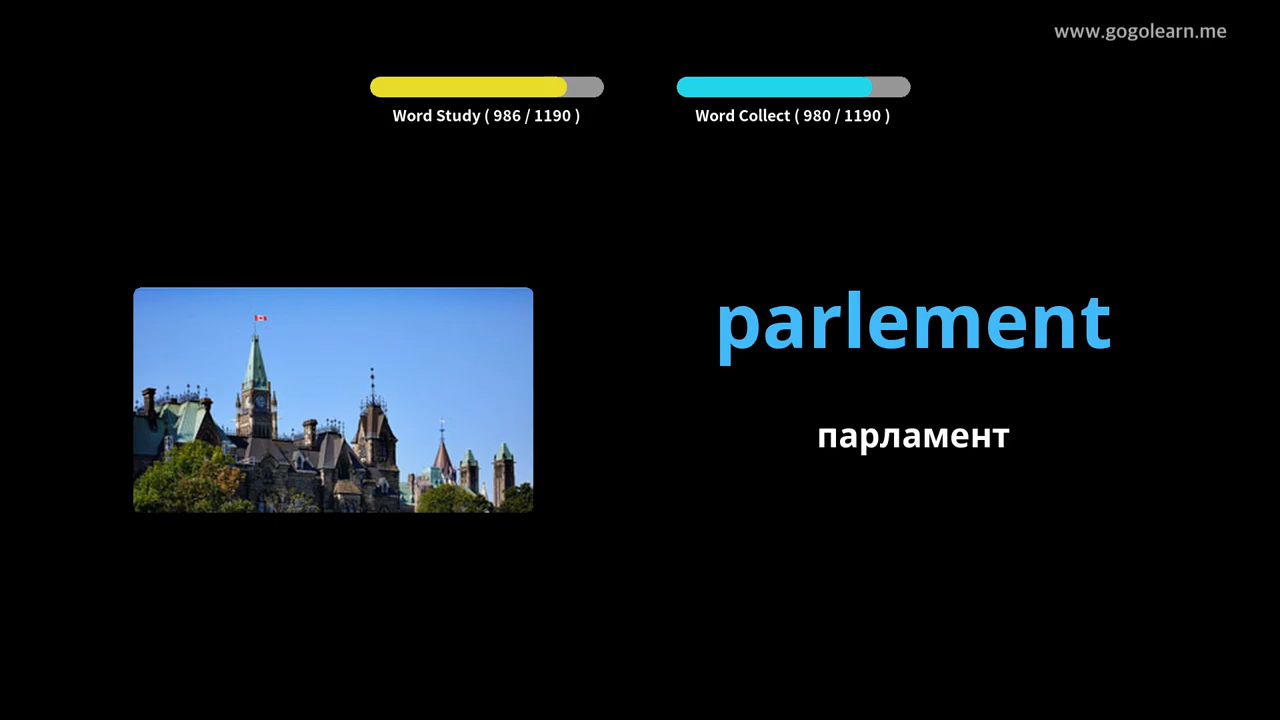 www.gogolearn.me
Word Study ( 986 / 1190 )
Word Collect ( 980 / 1190 )
parlement
парламент